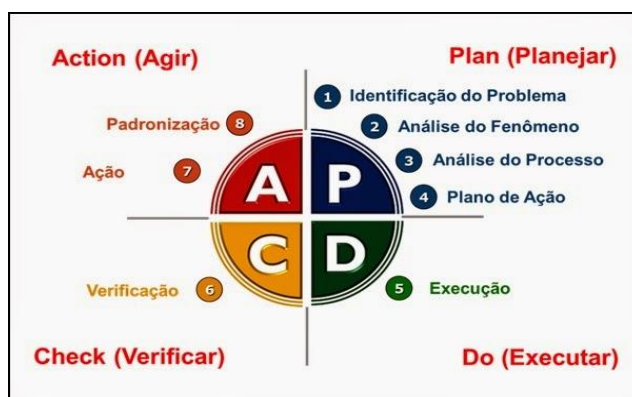 Action (Agir)
Plan (Planejar)
1 Identificação do Problema
2 Análise do Fenômeno
3 Análise do Processo
4 Plano de Ação
Padronização 8
Ação 7
A P
C D
Verificação 6
5 Execução
Check (Verificar)
Do (Executar)